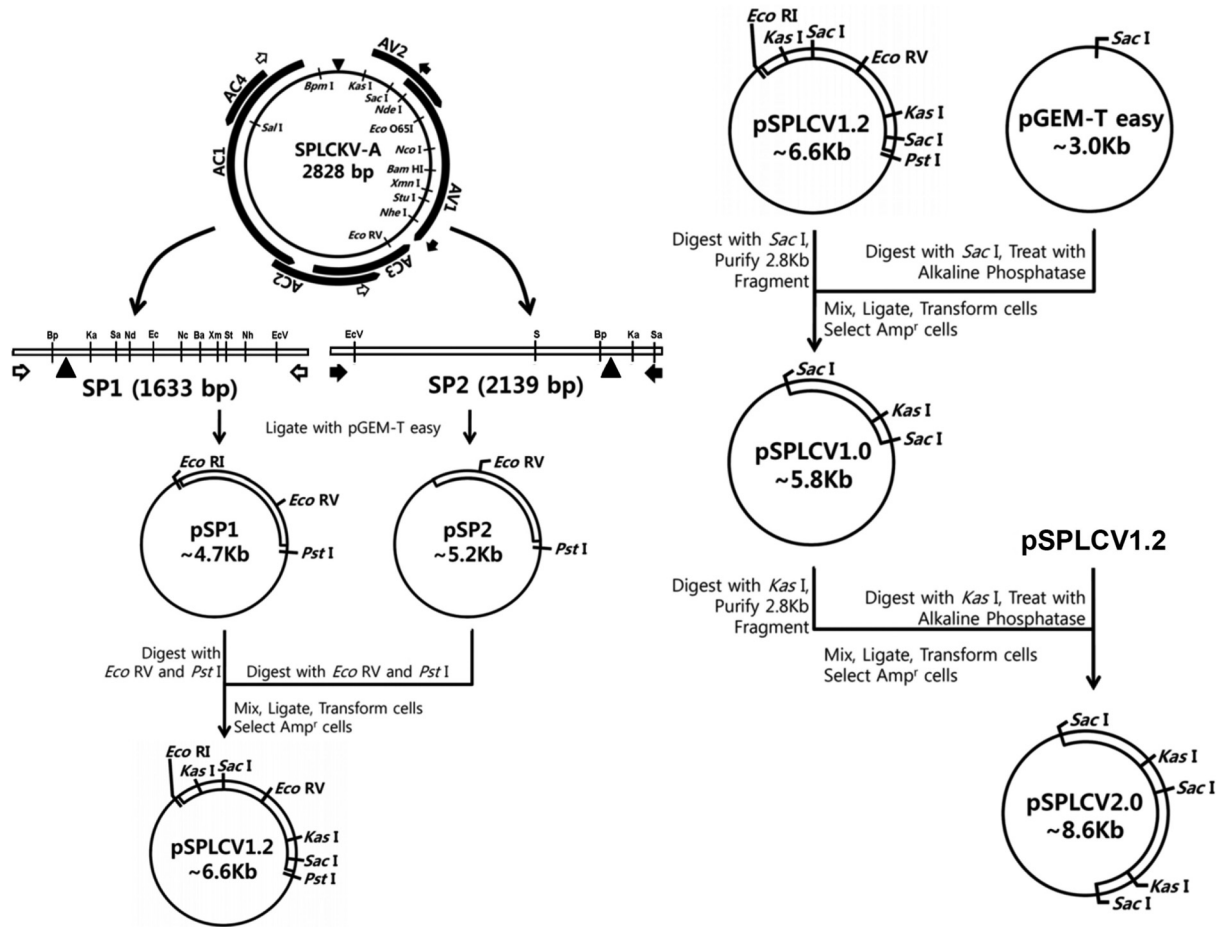 AV2
AC4
Bpm I
Kas I
Sac I
Nde I
Eco O65I
Sal I
AC1
SPLCKV-A
2828 bp
Nco I
Bam HI
Xmn I
Stu I
Nhe I
AV1
Eco RV
AC3
AC2
Bp Ka Sa Nd Ec Nc Ba Xm St Nh EcV
SP1 (1633 bp)
EcV S Bp Ka Sa
SP2 (2139 bp)
Ligate with pGEM-T easy
Eco RI
Eco RV
pSP1
~4.7Kb
Pst I
Eco RV
pSP2
~5.2Kb
Pst I
Digest with
Eco RV and Pst I
Digest with Eco RV and Pst I
Mix, Ligate, Transform cells
Select Ampʳ cells
Eco RI
Kas I
Sac I
Eco RV
pSPLCV1.2
~6.6Kb
Kas I
Sac I
Pst I
Eco RI
Kas I
Sac I
Eco RV
pSPLCV1.2
~6.6Kb
Kas I
Sac I
Pst I
Sac I
pGEM-T easy
~3.0Kb
Digest with Sac I,
Purify 2.8Kb
Fragment
Digest with Sac I, Treat with
Alkaline Phosphatase
Mix, Ligate, Transform cells
Select Ampʳ cells
Sac I
Kas I
Sac I
pSPLCV1.0
~5.8Kb
pSPLCV1.2
Digest with Kas I,
Purify 2.8Kb
Fragment
Digest with Kas I, Treat with
Alkaline Phosphatase
Mix, Ligate, Transform cells
Select Ampʳ cells
Sac I
Kas I
Sac I
pSPLCV2.0
~8.6Kb
Kas I
Sac I